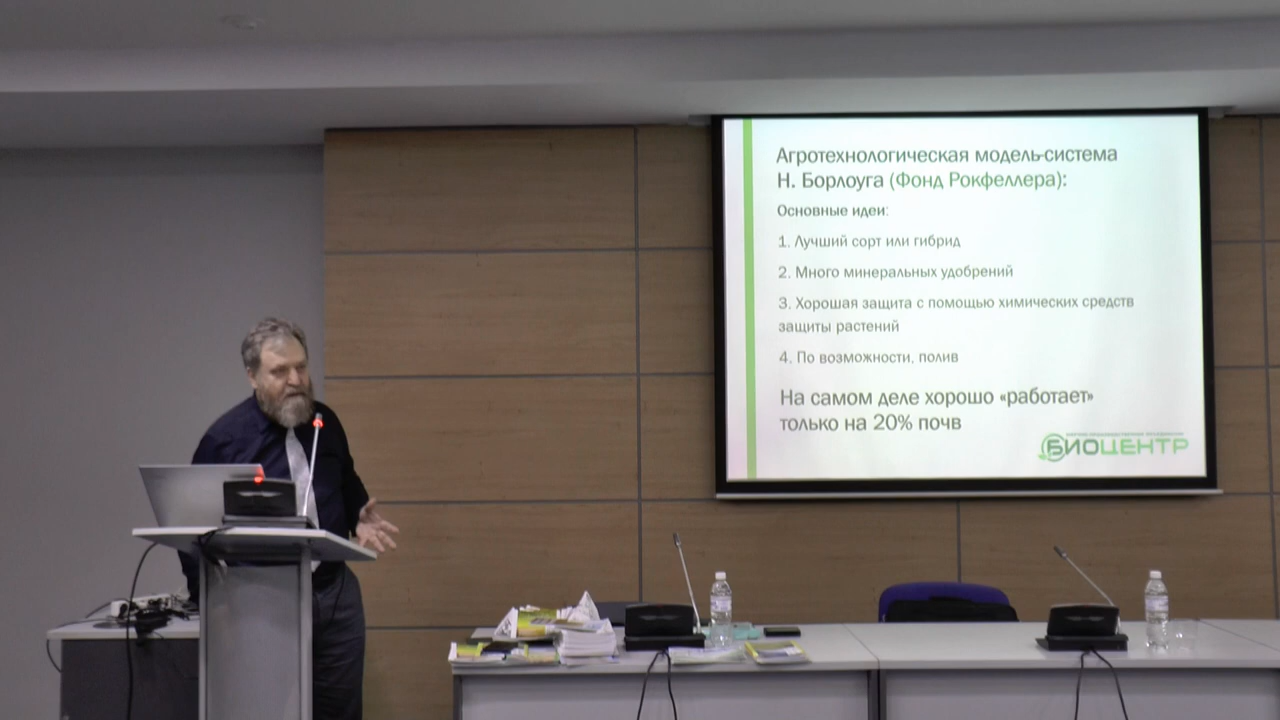 Агротехнологическая модель-система
Н. Борлоуга (Фонд Рокфеллера):
Основные идеи:
1. Лучший сорт или гибрид
2. Много минеральных удобрений
3. Хорошая защита с помощью химических средств
защиты растений
4. По возможности, полив
На самом деле хорошо «работает»
только на 20% почв
БИОЦЕНТР